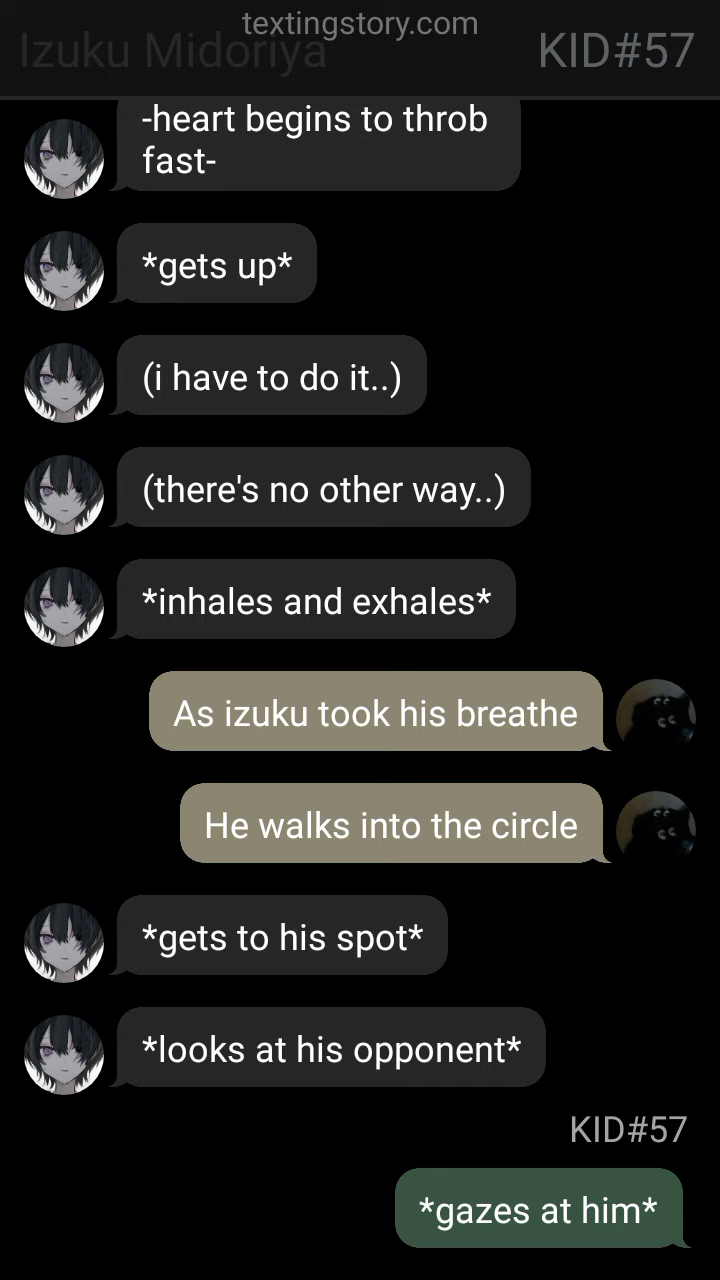 textingstory.com
Izuku Midoriya
KID#57
-heart begins to throb
fast-
*gets up*
(i have to do it..)
(there's no other way..)
*inhales and exhales*
As izuku took his breathe
He walks into the circle
*gets to his spot*
*looks at his opponent*
KID#57
*gazes at him*